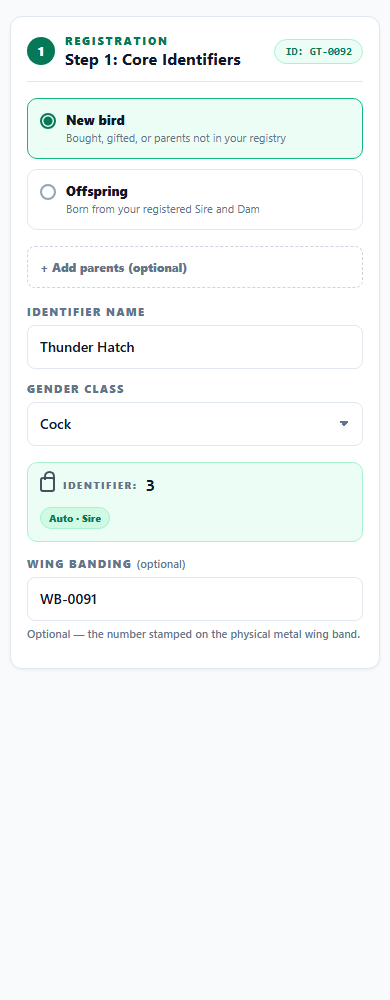 1
REGISTRATION
Step 1: Core Identifiers
ID: GT-0092
New bird
Bought, gifted, or parents not in your registry
Offspring
Born from your registered Sire and Dam
+ Add parents (optional)
IDENTIFIER NAME
Thunder Hatch
GENDER CLASS
Cock
IDENTIFIER: 3
Auto • Sire
WING BANDING (optional)
WB-0091
Optional — the number stamped on the physical metal wing band.